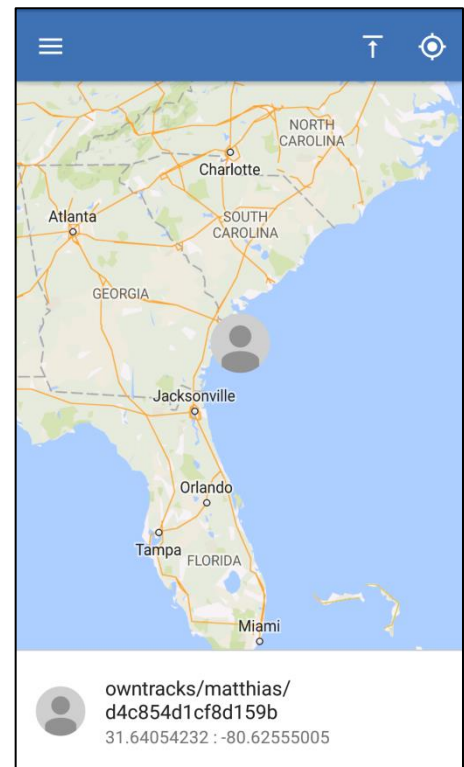 NORTH
CAROLINA
Charlotte
Atlanta
SOUTH
CAROLINA
GEORGIA
Jacksonville
Orlando
Tampa
FLORIDA
Miami
owntracks/matthias/
d4c854d1cf8d159b
31.64054232 : -80.62555005